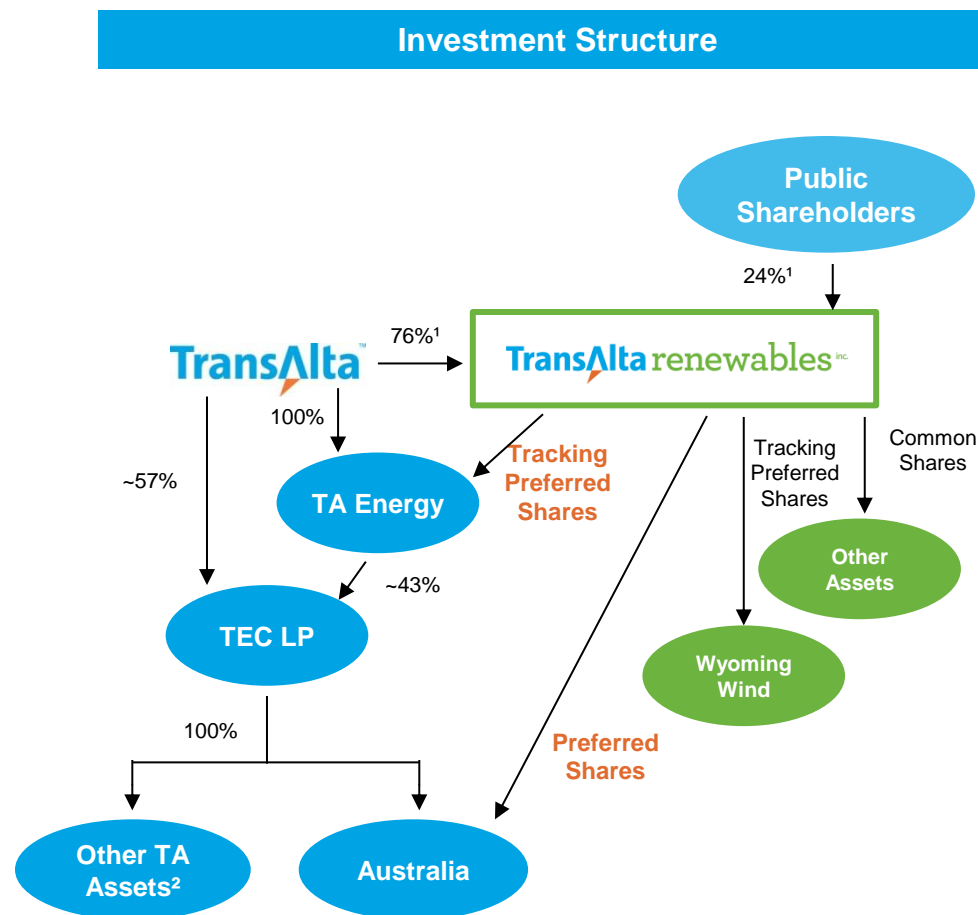 Investment Structure
Public
Shareholders
24%¹
76%¹
TransAlta™
TransAlta renewables inc.
100%
Tracking
Preferred
Shares
Tracking
Preferred
Shares
Common
Shares
~57%
TA Energy
Other
Assets
~43%
TEC LP
Wyoming
Wind
100%
Preferred
Shares
Other TA
Assets²
Australia